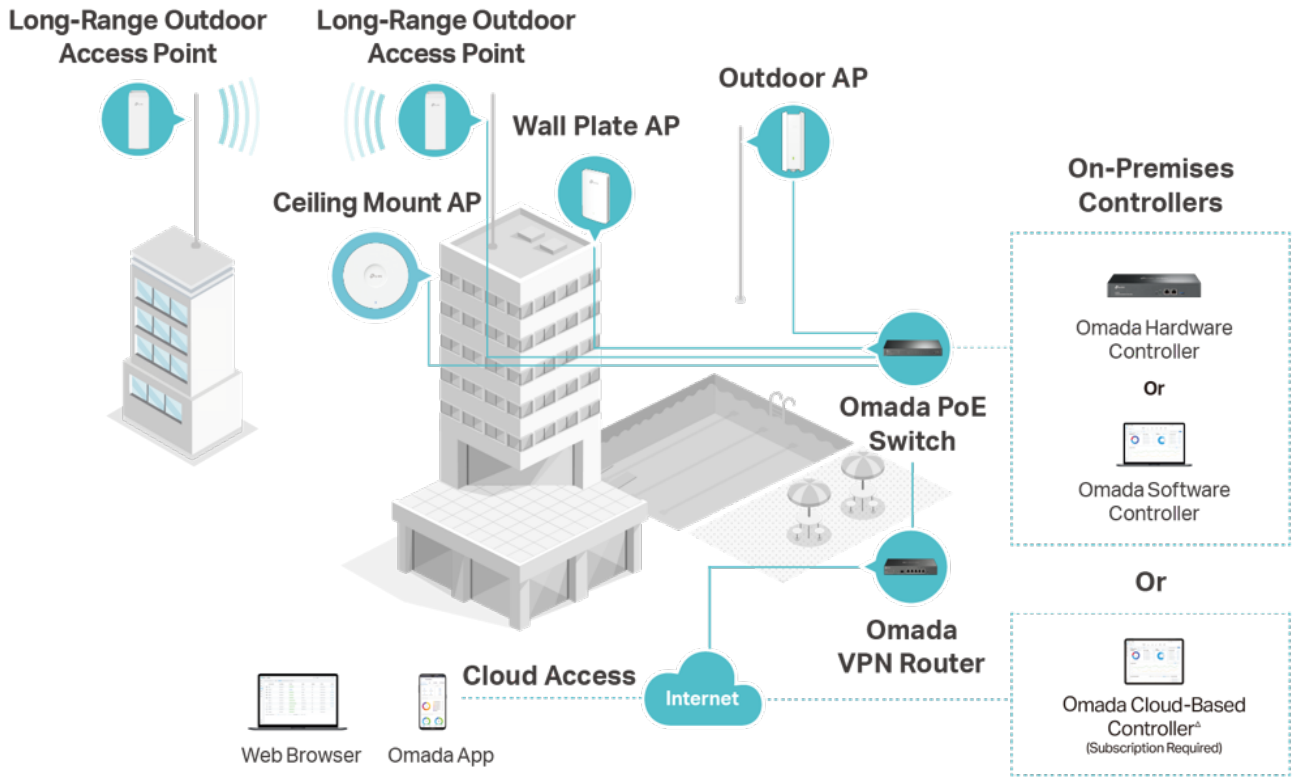 Long-Range Outdoor
Access Point
Long-Range Outdoor
Access Point
Outdoor AP
Wall Plate AP
Ceiling Mount AP
On-Premises
Controllers
Omada Hardware
Controller
Or
Omada Software
Controller
Omada PoE
Switch
Or
Omada
VPN Router
Cloud Access
Internet
Web Browser
Omada App
Omada Cloud-Based
Controller△
(Subscription Required)